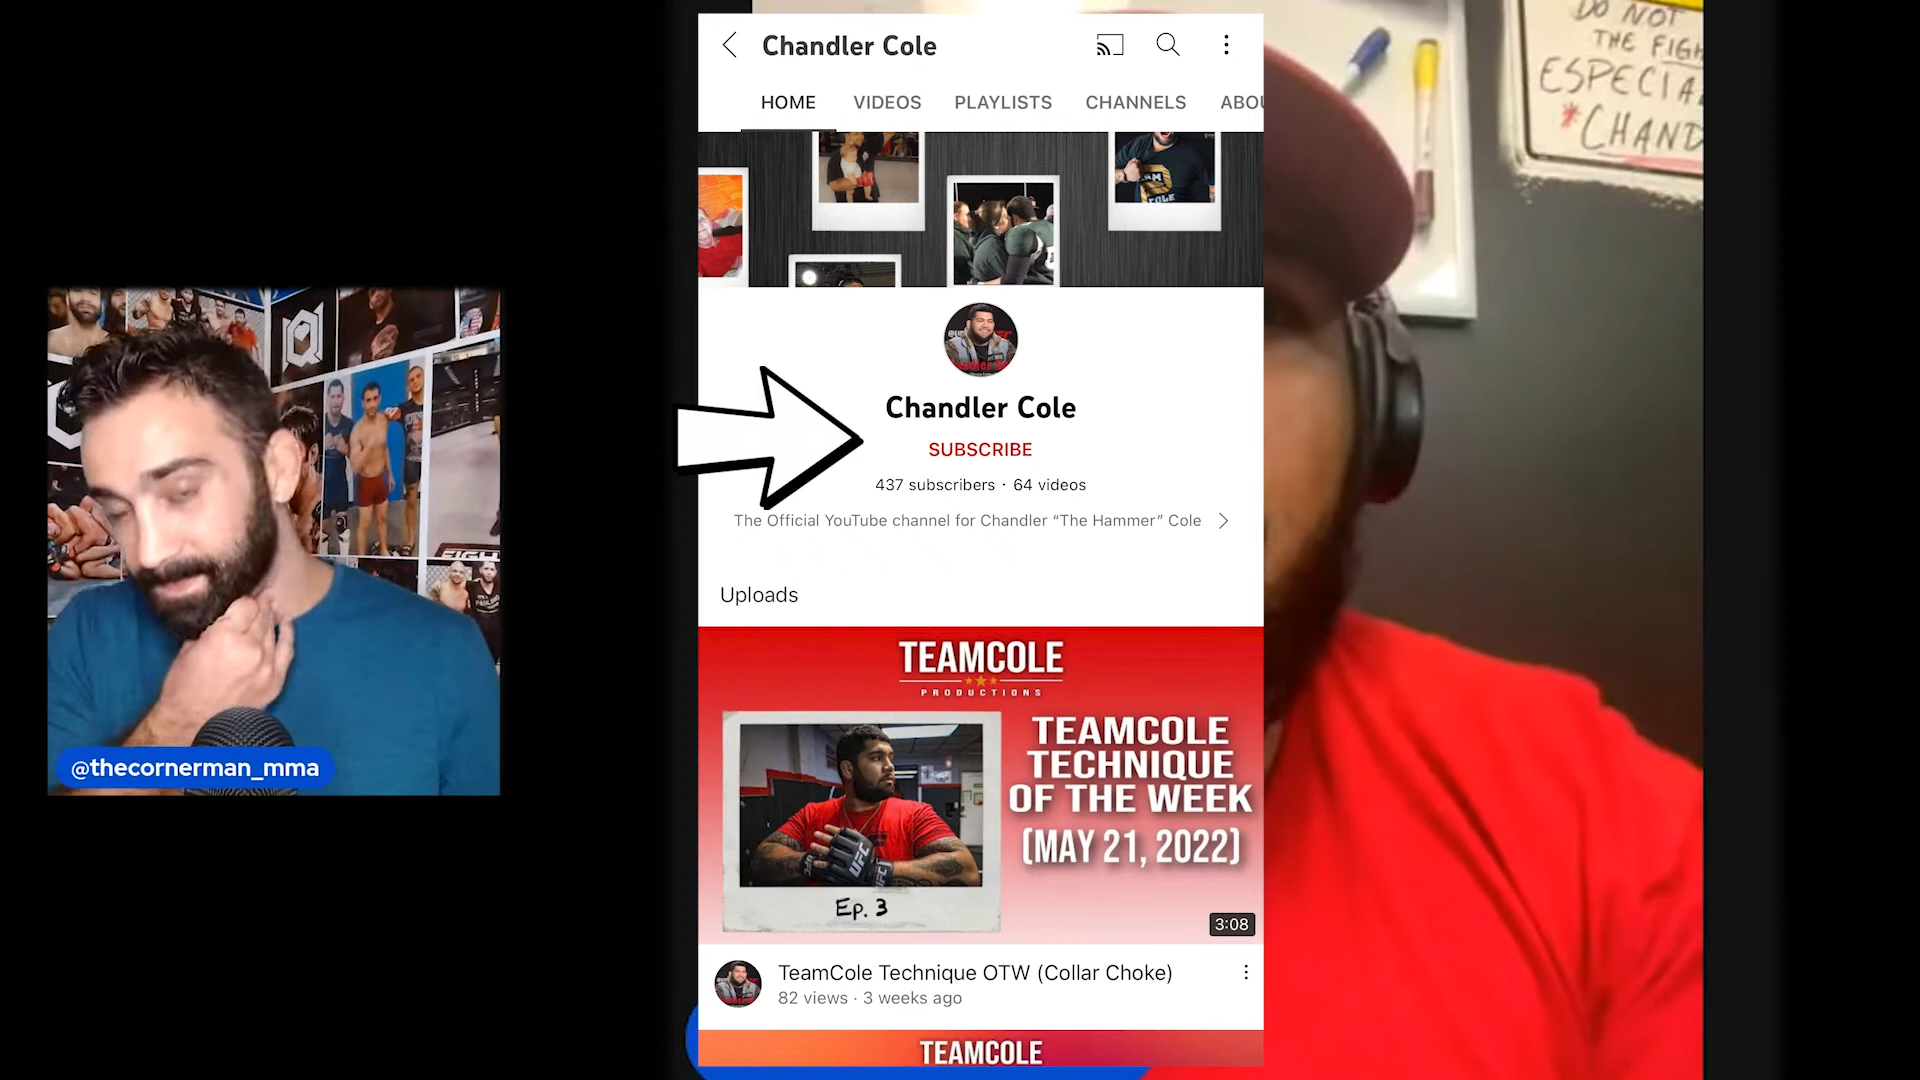 Chandler Cole
HOME VIDEOS PLAYLISTS CHANNELS ABOU
DO NOT
THE FIGH
ESPECIA
*CHAND
Chandler Cole
SUBSCRIBE
437 subscribers · 64 videos
The Official YouTube channel for Chandler “The Hammer” Cole
Uploads
TEAMCOLE
PRODUCTIONS
TEAMCOLE
TECHNIQUE
OF THE WEEK
(MAY 21, 2022)
UFC
UFC
Ep. 3
3:08
TeamCole Technique OTW (Collar Choke)
82 views · 3 weeks ago
TEAMCOLE
@thecornerman_mma